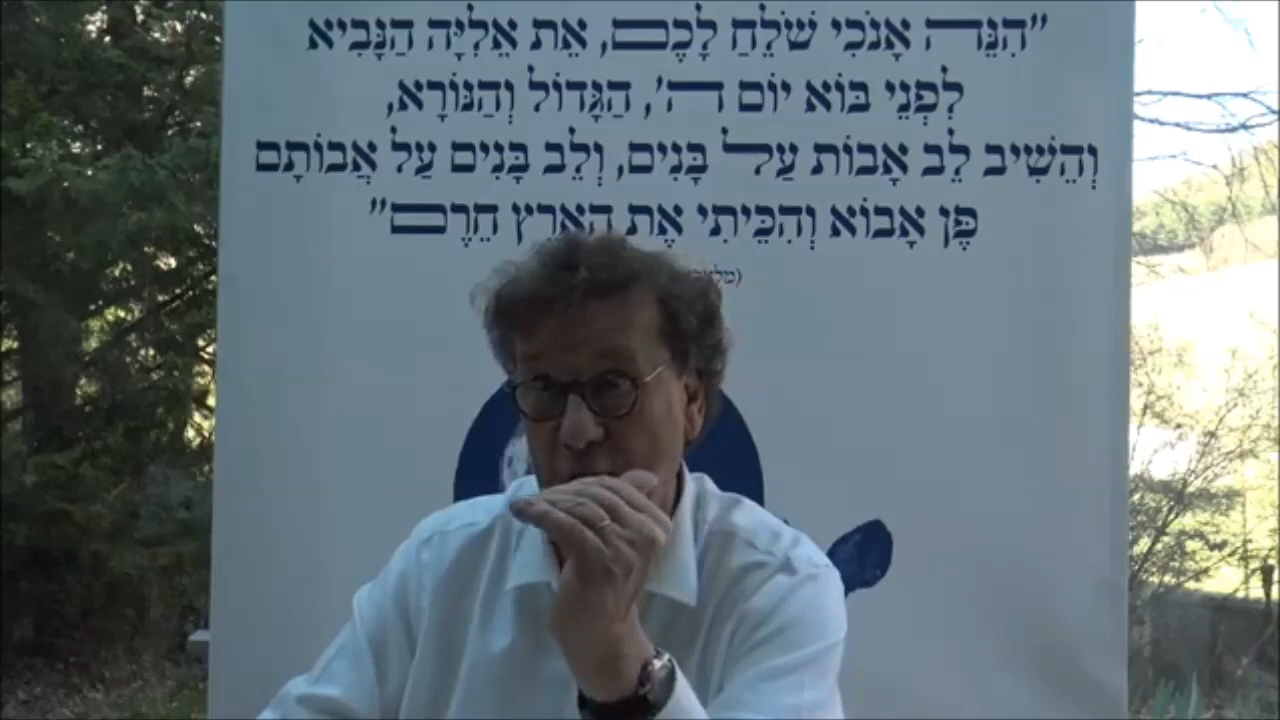 "הִנֵּה אָנֹכִי שֹׁלֵחַ לָכֶם, אֵת אֵלִיָּה הַנָּבִיא
לִפְנֵי בּוֹא יוֹם ה', הַגָּדוֹל וְהַנּוֹרָא,
וְהֵשִׁיב לֵב אָבוֹת עַל בָּנִים, וְלֵב בָּנִים עַל אֲבוֹתָם
פֶּן אָבוֹא וְהִכֵּיתִי אֶת הָאָרֶץ חֵרֶם"